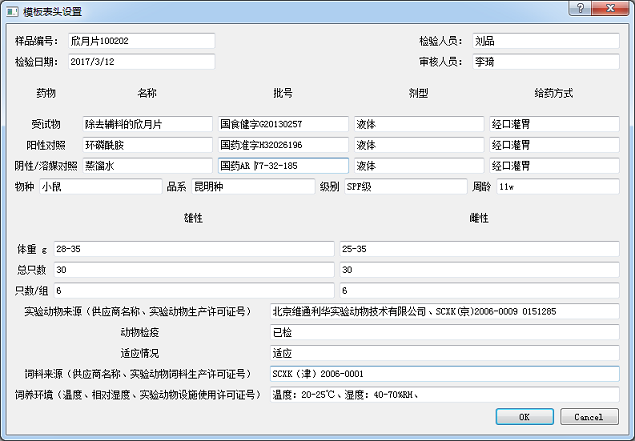 模板表头设置
样品编号： 欣月片100202 检验人员： 刘品
检验日期： 2017/3/12 审核人员： 李琦
药物 名称 批号 剂型 给药方式
受试物 除去辅料的欣月片 国食健字G20130257 液体 经口灌胃
阳性对照 环磷酰胺 国药准字H32026196 液体 经口灌胃
阴性/溶媒对照 蒸馏水 国药AR 77-32-185 液体 经口灌胃
物种 小鼠 品系 昆明种 级别 SPF级 周龄 11w
雄性 雌性
体重 g 28-35 25-35
总只数 30 30
只数/组 6 6
实验动物来源（供应商名称、实验动物生产许可证号） 北京维通利华实验动物技术有限公司、SCXK(京)2006-0009 0151285
动物检疫 已检
适应情况 适应
饲料来源（供应商名称、实验动物饲料生产许可证号） SCXK（津）2006-0001
饲养环境（温度、相对湿度、实验动物设施使用许可证号） 温度：20-25℃、湿度：40-70%RH、
OK Cancel